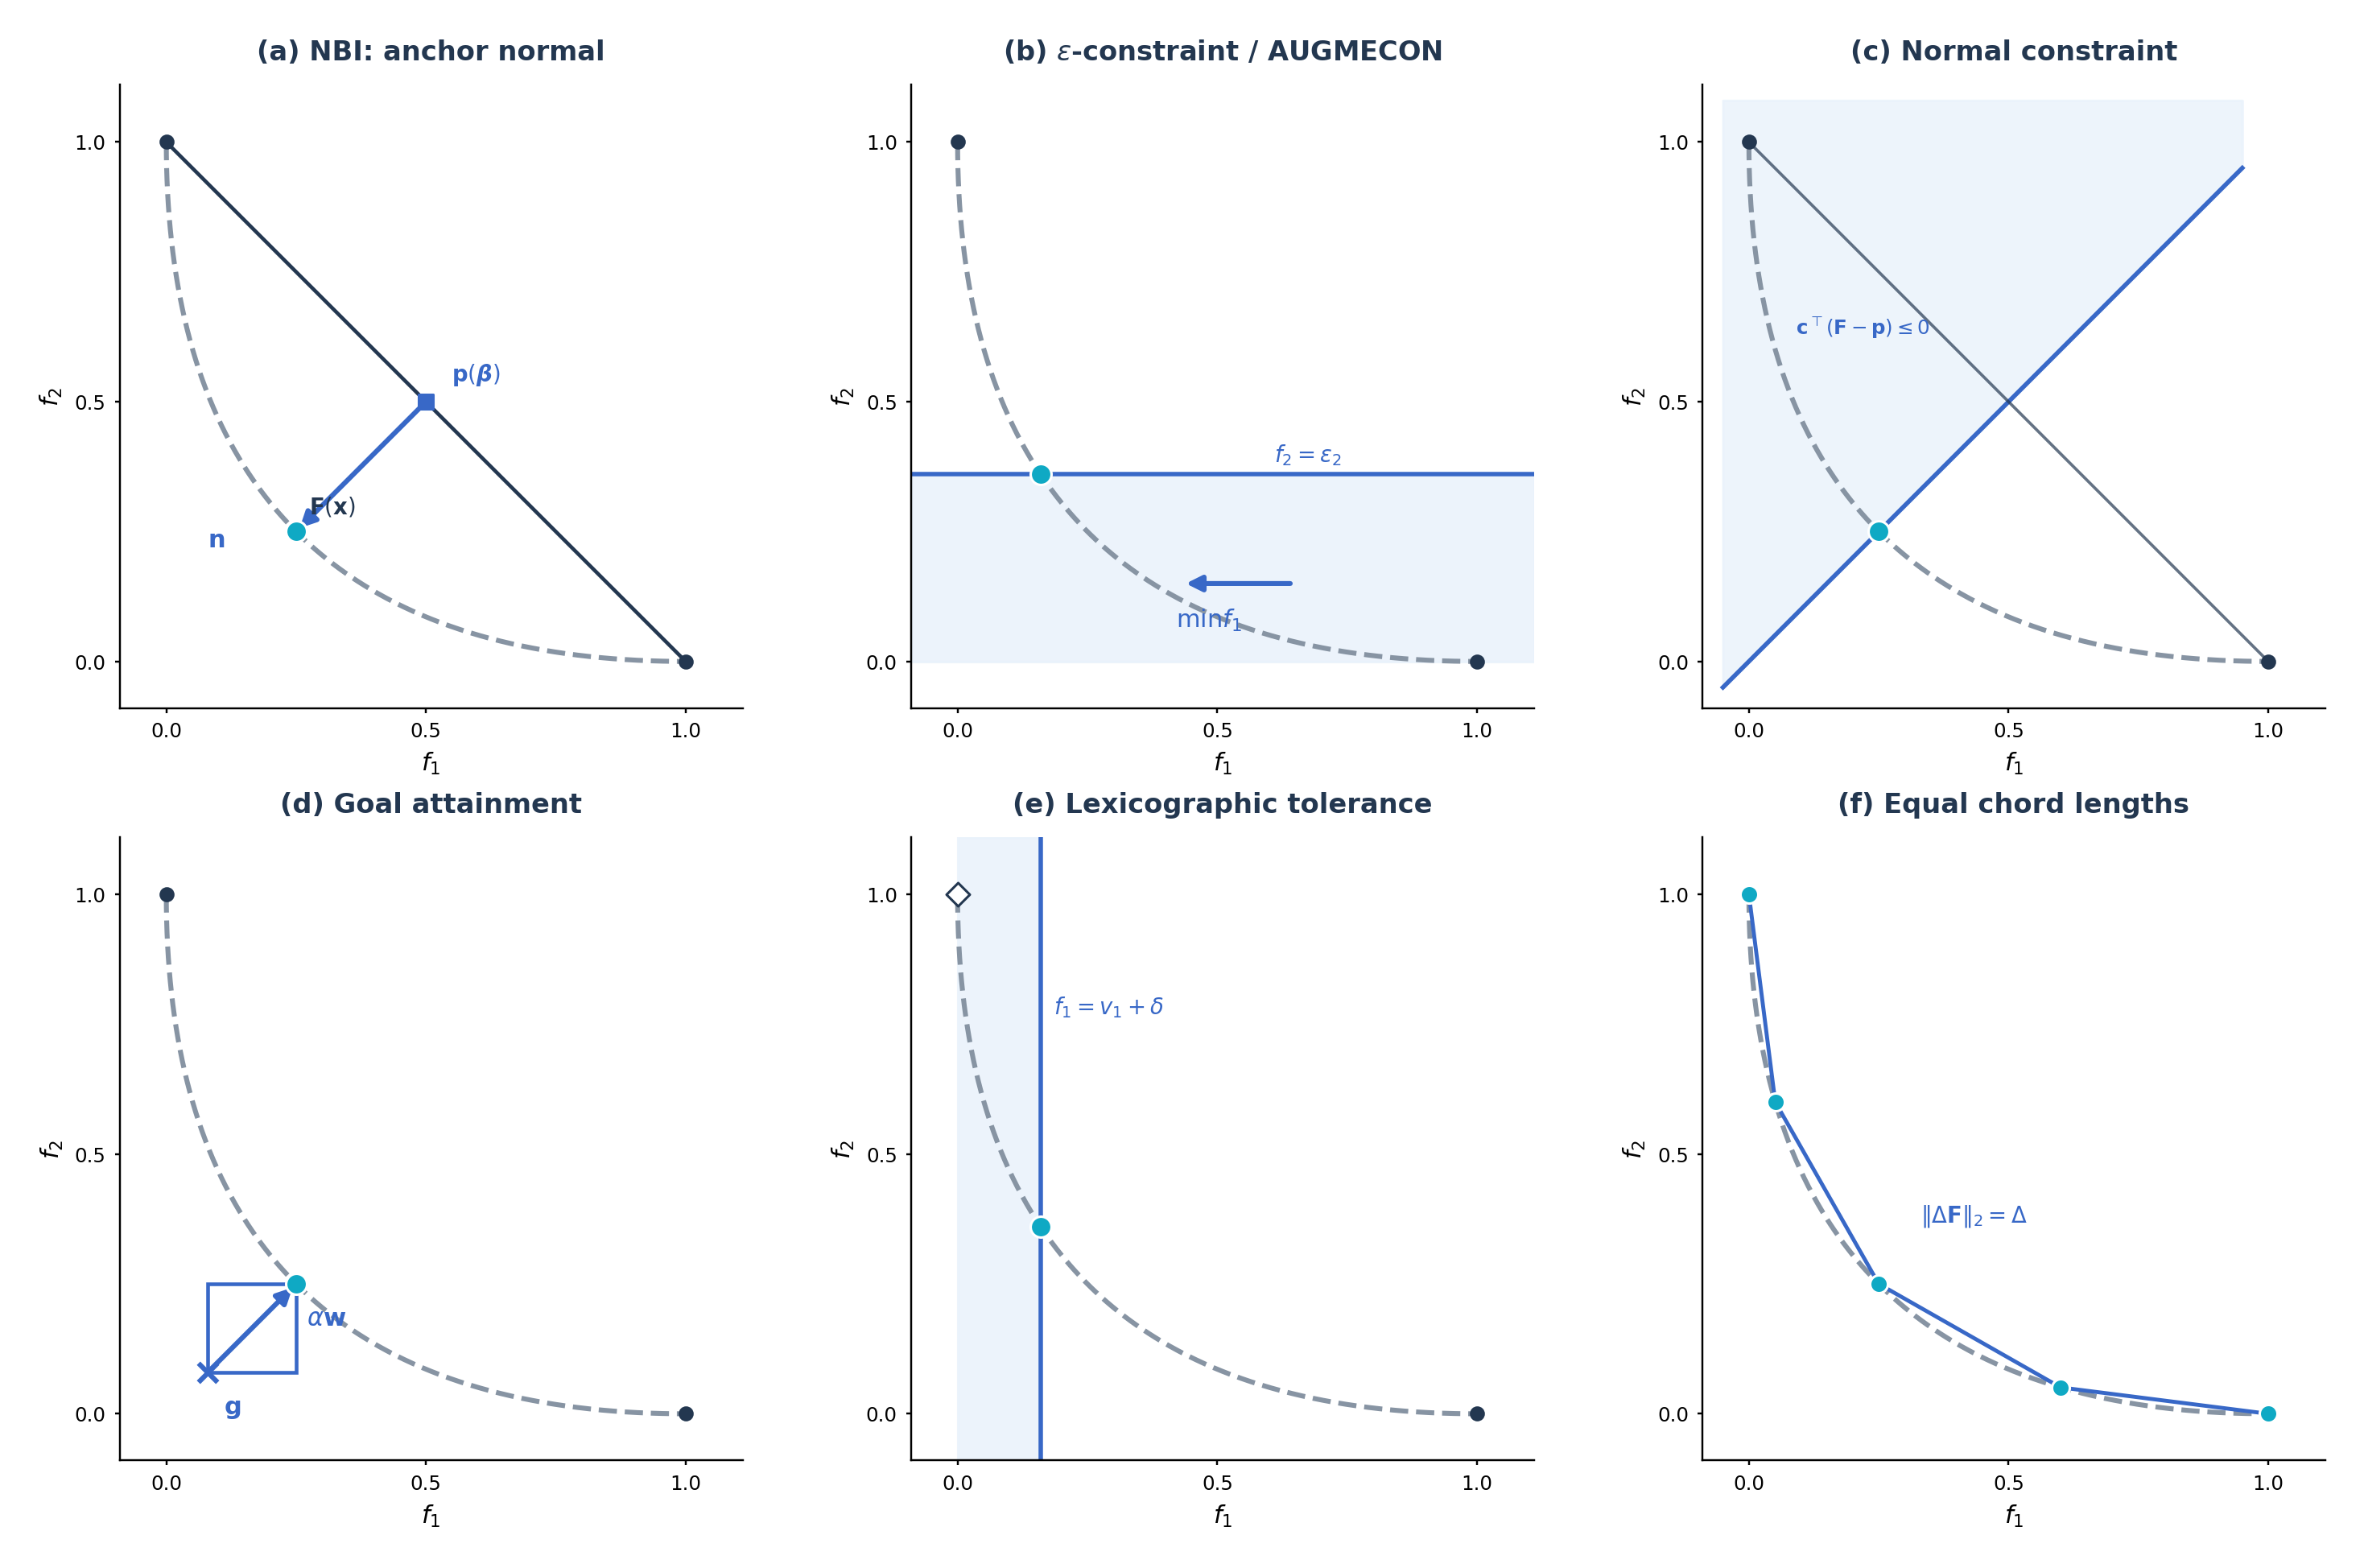 (a) NBI: anchor normal
1.0
0.5
0.0
0.0
0.5
1.0
f₂
f₁
p(β)
F(x)
n
(b) ε-constraint / AUGMECON
1.0
0.5
0.0
0.0
0.5
1.0
f₂
f₁
f₂ = ε₂
min f₁
(c) Normal constraint
1.0
0.5
0.0
0.0
0.5
1.0
f₂
f₁
c⊤(F − p) ≤ 0
(d) Goal attainment
1.0
0.5
0.0
0.0
0.5
1.0
f₂
f₁
αw
g
(e) Lexicographic tolerance
1.0
0.5
0.0
0.0
0.5
1.0
f₂
f₁
f₁ = v₁ + δ
(f) Equal chord lengths
1.0
0.5
0.0
0.0
0.5
1.0
f₂
f₁
‖ΔF‖₂ = Δ